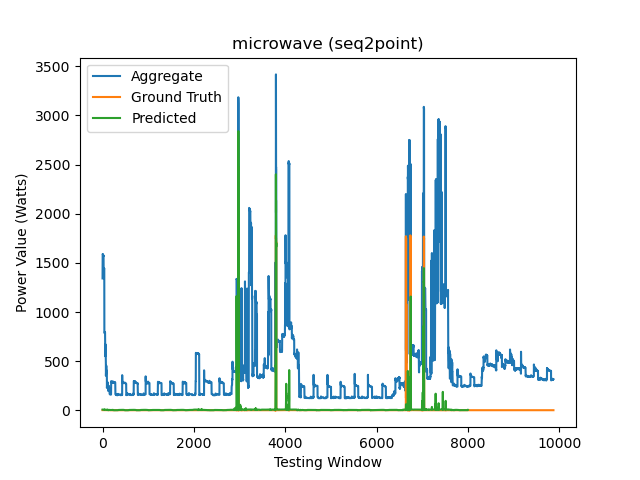 microwave (seq2point)
Aggregate
Ground Truth
Predicted
Power Value (Watts)
3500
3000
2500
2000
1500
1000
500
0
0 2000 4000 6000 8000 10000
Testing Window